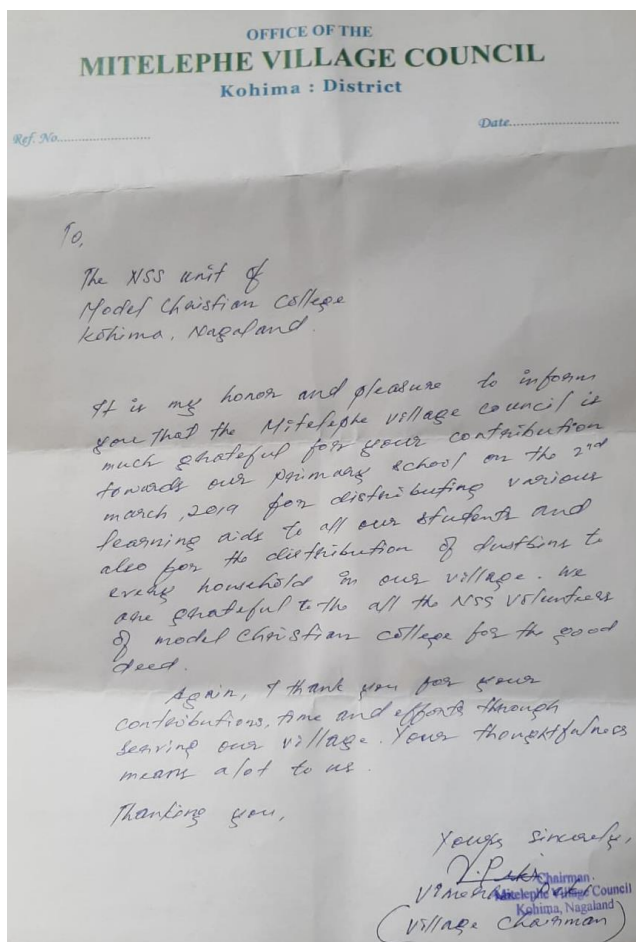 OFFICE OF THE
MITELEPHE VILLAGE COUNCIL
Kohima : District
Ref. No............................
Date..............................
To,
The NSS unit of
Model Christian College
Kohima, Nagaland.
It is my honor and pleasure to inform
you that the Mitelephe village council is
much grateful for your contribution
towards our primary school on the 2nd
march, 2019 for distributing various
learning aids to all our students and
also for the distribution of dustbins to
every household in our village. We
are grateful to the all the NSS Volunteers
of model Christian college for the good
deed.
Again, I thank you for your
contributions, time and efforts through
serving our village. Your thoughtfulness
means alot to us.
Thanking you,
Yours sincerely,
Chairman
Mitelephe Village Council
Kohima, Nagaland
(Village Chairman)